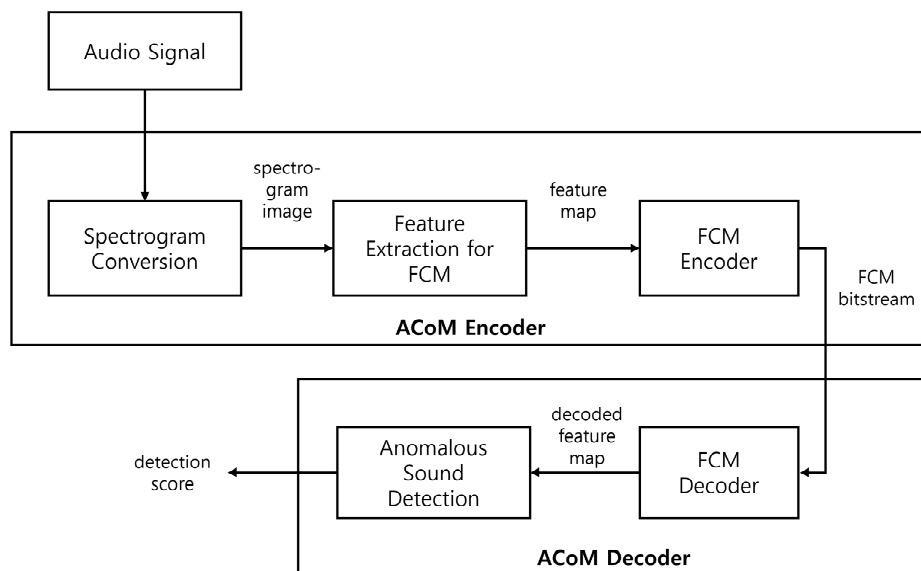 Audio Signal
spectro-
gram
image
feature
map
Spectrogram
Conversion
Feature
Extraction for
FCM
FCM
Encoder
FCM
bitstream
ACoM Encoder
decoded
feature
map
detection
score
Anomalous
Sound
Detection
FCM
Decoder
ACoM Decoder